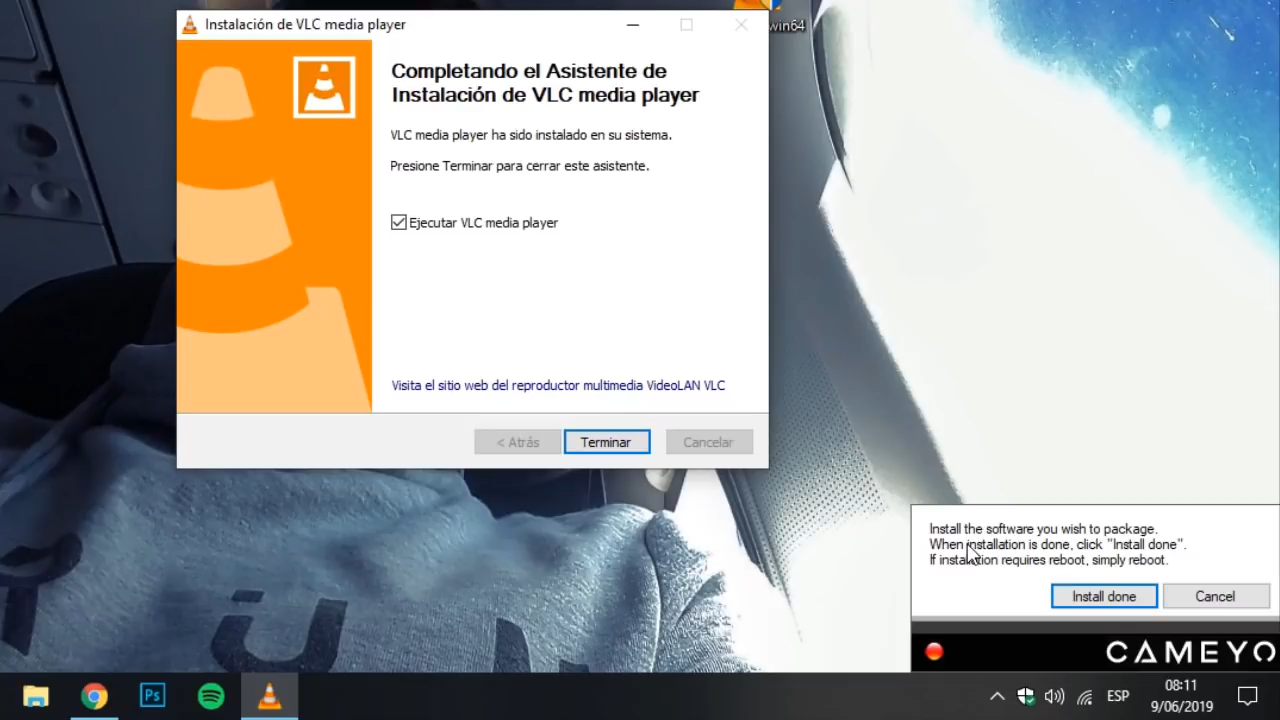 Instalación de VLC media player
win64
Completando el Asistente de
Instalación de VLC media player
VLC media player ha sido instalado en su sistema.
Presione Terminar para cerrar este asistente.
Ejecutar VLC media player
Visita el sitio web del reproductor multimedia VideoLAN VLC
< Atrás
Terminar
Cancelar
Install the software you wish to package.
When installation is done, click "Install done".
If installation requires reboot, simply reboot.
Install done
Cancel
CAMEYO
Ps
ESP
08:11
9/06/2019